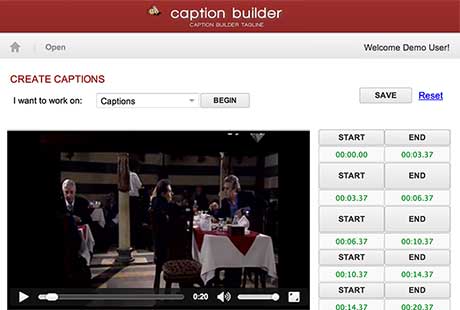 caption builder
CAPTION BUILDER TAGLINE
Open
Welcome Demo User!
CREATE CAPTIONS
I want to work on:
Captions
BEGIN
SAVE
Reset
START END
00:00.00 00:03.37
START END
00:03.37 00:06.37
START END
00:06.37 00:10.37
START END
00:10.37 00:14.37
START END
00:14.37 00:20.37
0:20